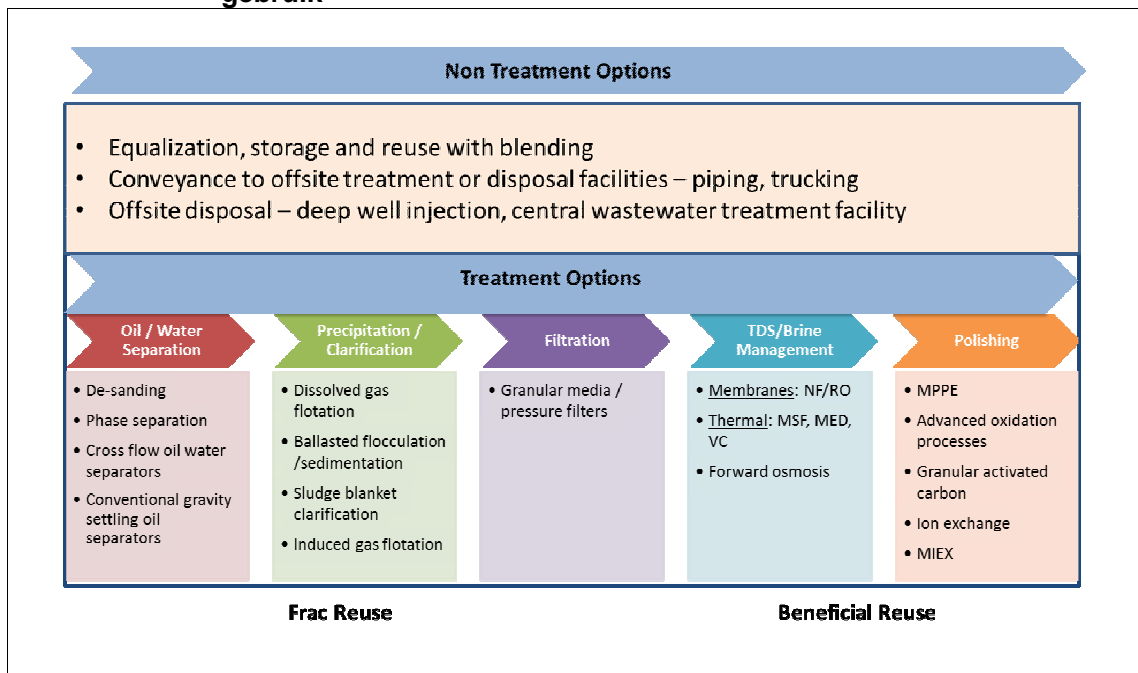 gebruik
Non Treatment Options
• Equalization, storage and reuse with blending
• Conveyance to offsite treatment or disposal facilities – piping, trucking
• Offsite disposal – deep well injection, central wastewater treatment facility
Treatment Options
Oil / Water
Separation
• De-sanding
• Phase separation
• Cross flow oil water
separators
• Conventional gravity
settling oil
separators
Precipitation /
Clarification
• Dissolved gas
flotation
• Ballasted flocculation
/sedimentation
• Sludge blanket
clarification
• Induced gas flotation
Filtration
• Granular media /
pressure filters
TDS/Brine
Management
• Membranes: NF/RO
• Thermal: MSF, MED,
VC
• Forward osmosis
Polishing
• MPPE
• Advanced oxidation
processes
• Granular activated
carbon
• Ion exchange
• MIEX
Frac Reuse
Beneficial Reuse